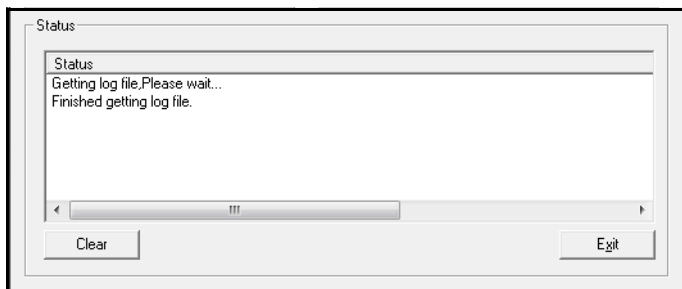 Status
Status
Getting log file,Please wait...
Finished getting log file.
Clear
Exit